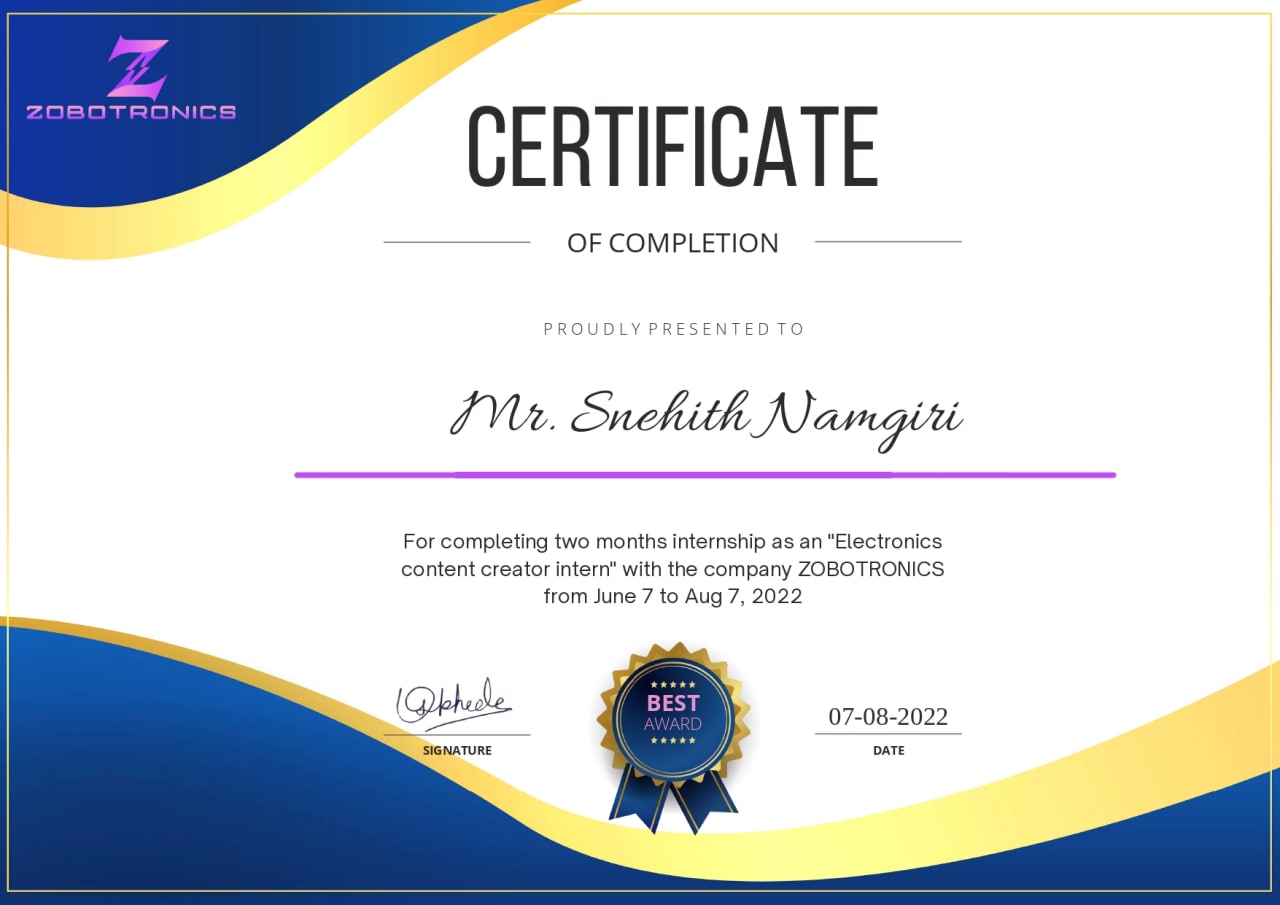 ZOBOTRONICS
CERTIFICATE
OF COMPLETION
PROUDLY PRESENTED TO
Mr. Snehith Namgiri
For completing two months internship as an "Electronics
content creator intern" with the company ZOBOTRONICS
from June 7 to Aug 7, 2022
BEST
AWARD
07-08-2022
SIGNATURE
DATE